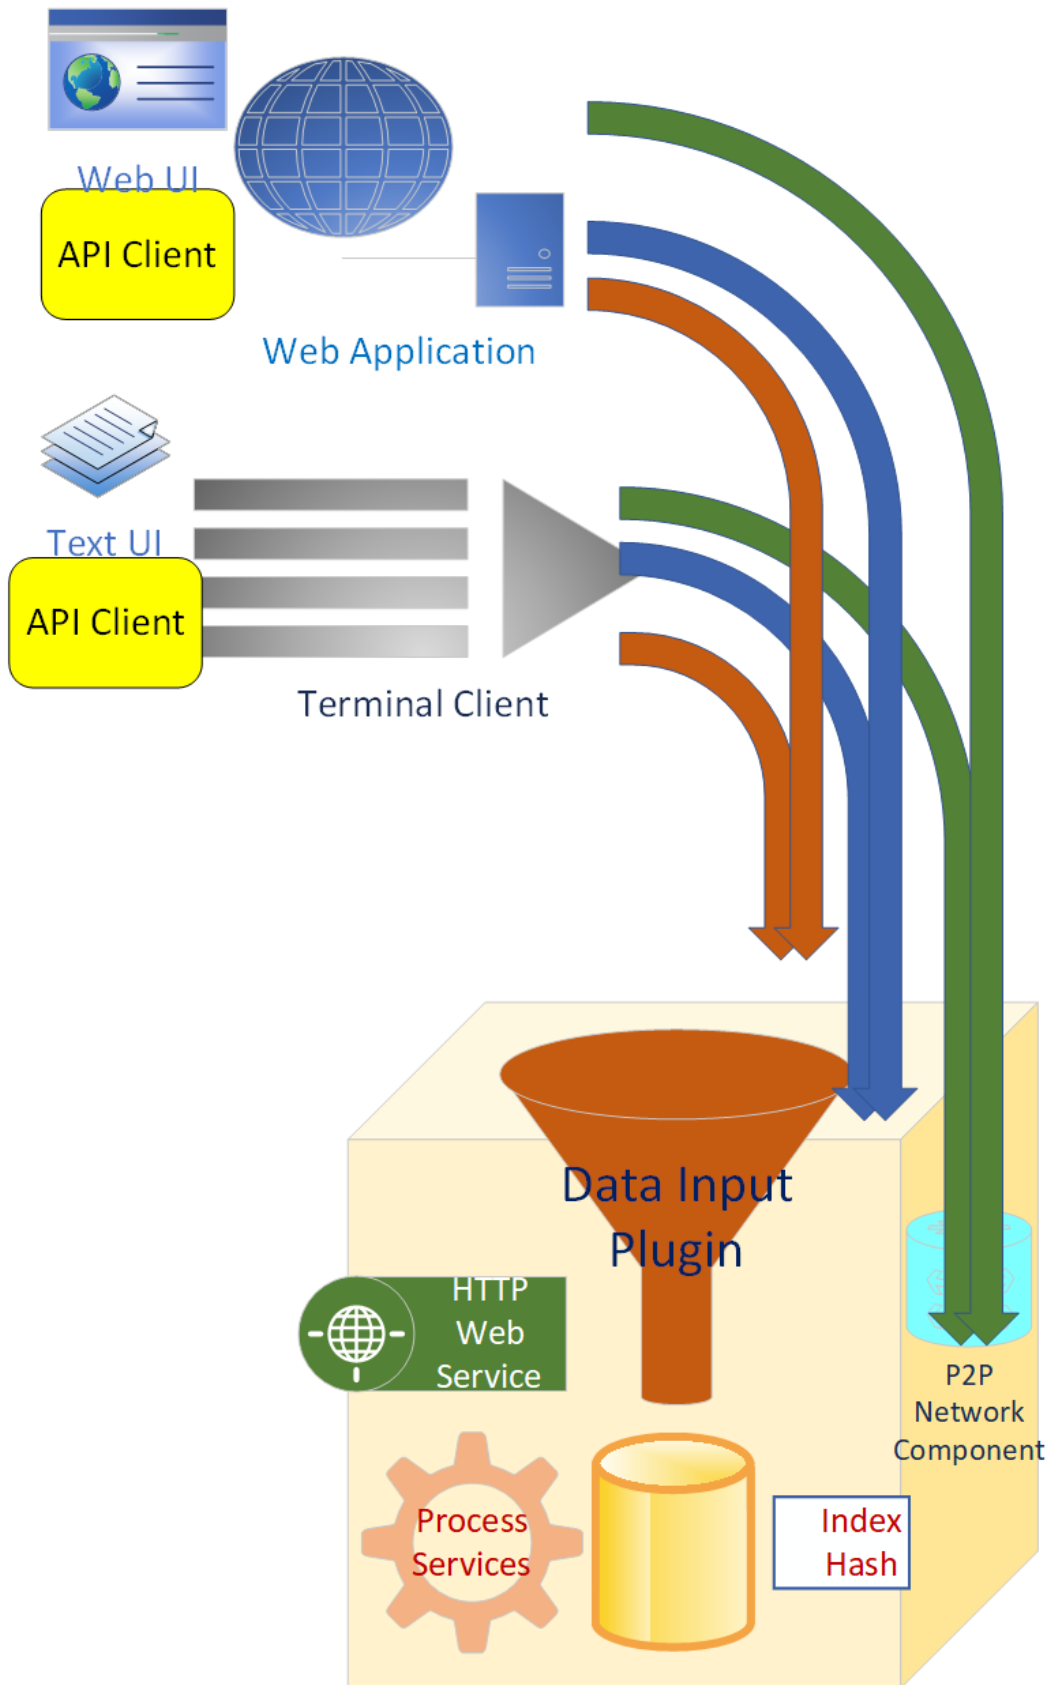 Web UI
API Client
Web Application
Text UI
API Client
Terminal Client
Data Input
Plugin
HTTP
Web
Service
P2P
Network
Component
Process
Services
Index
Hash